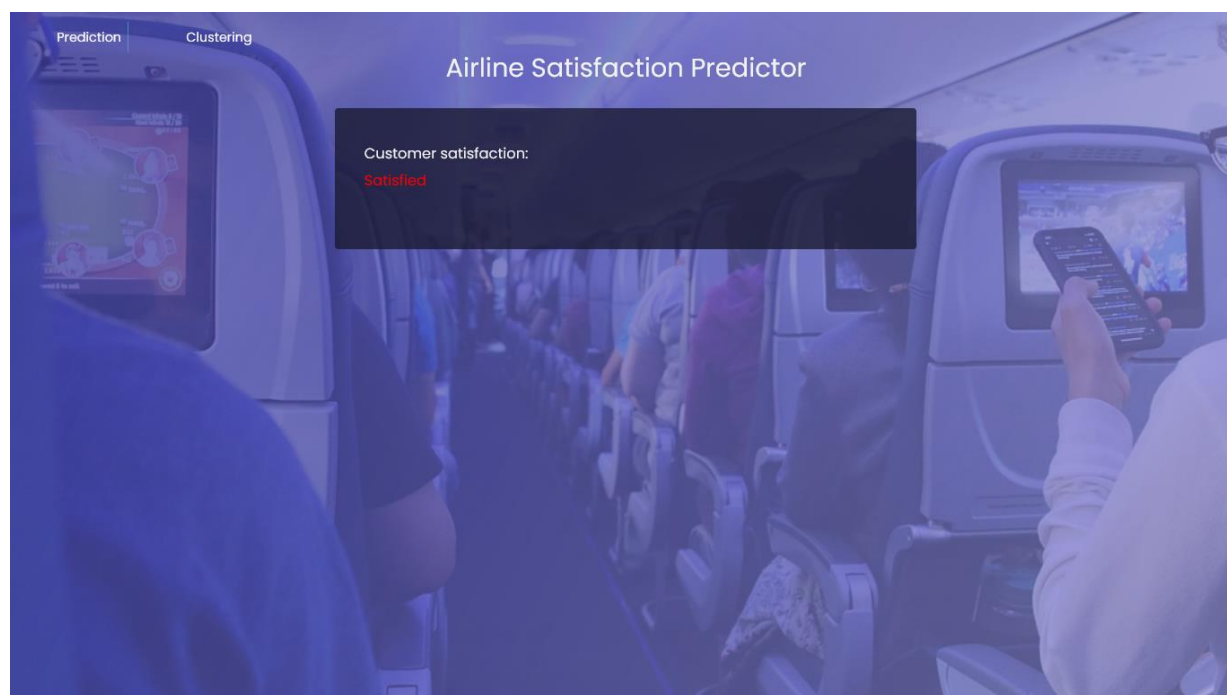 Prediction
Clustering
Airline Satisfaction Predictor
Customer satisfaction:
Satisfied